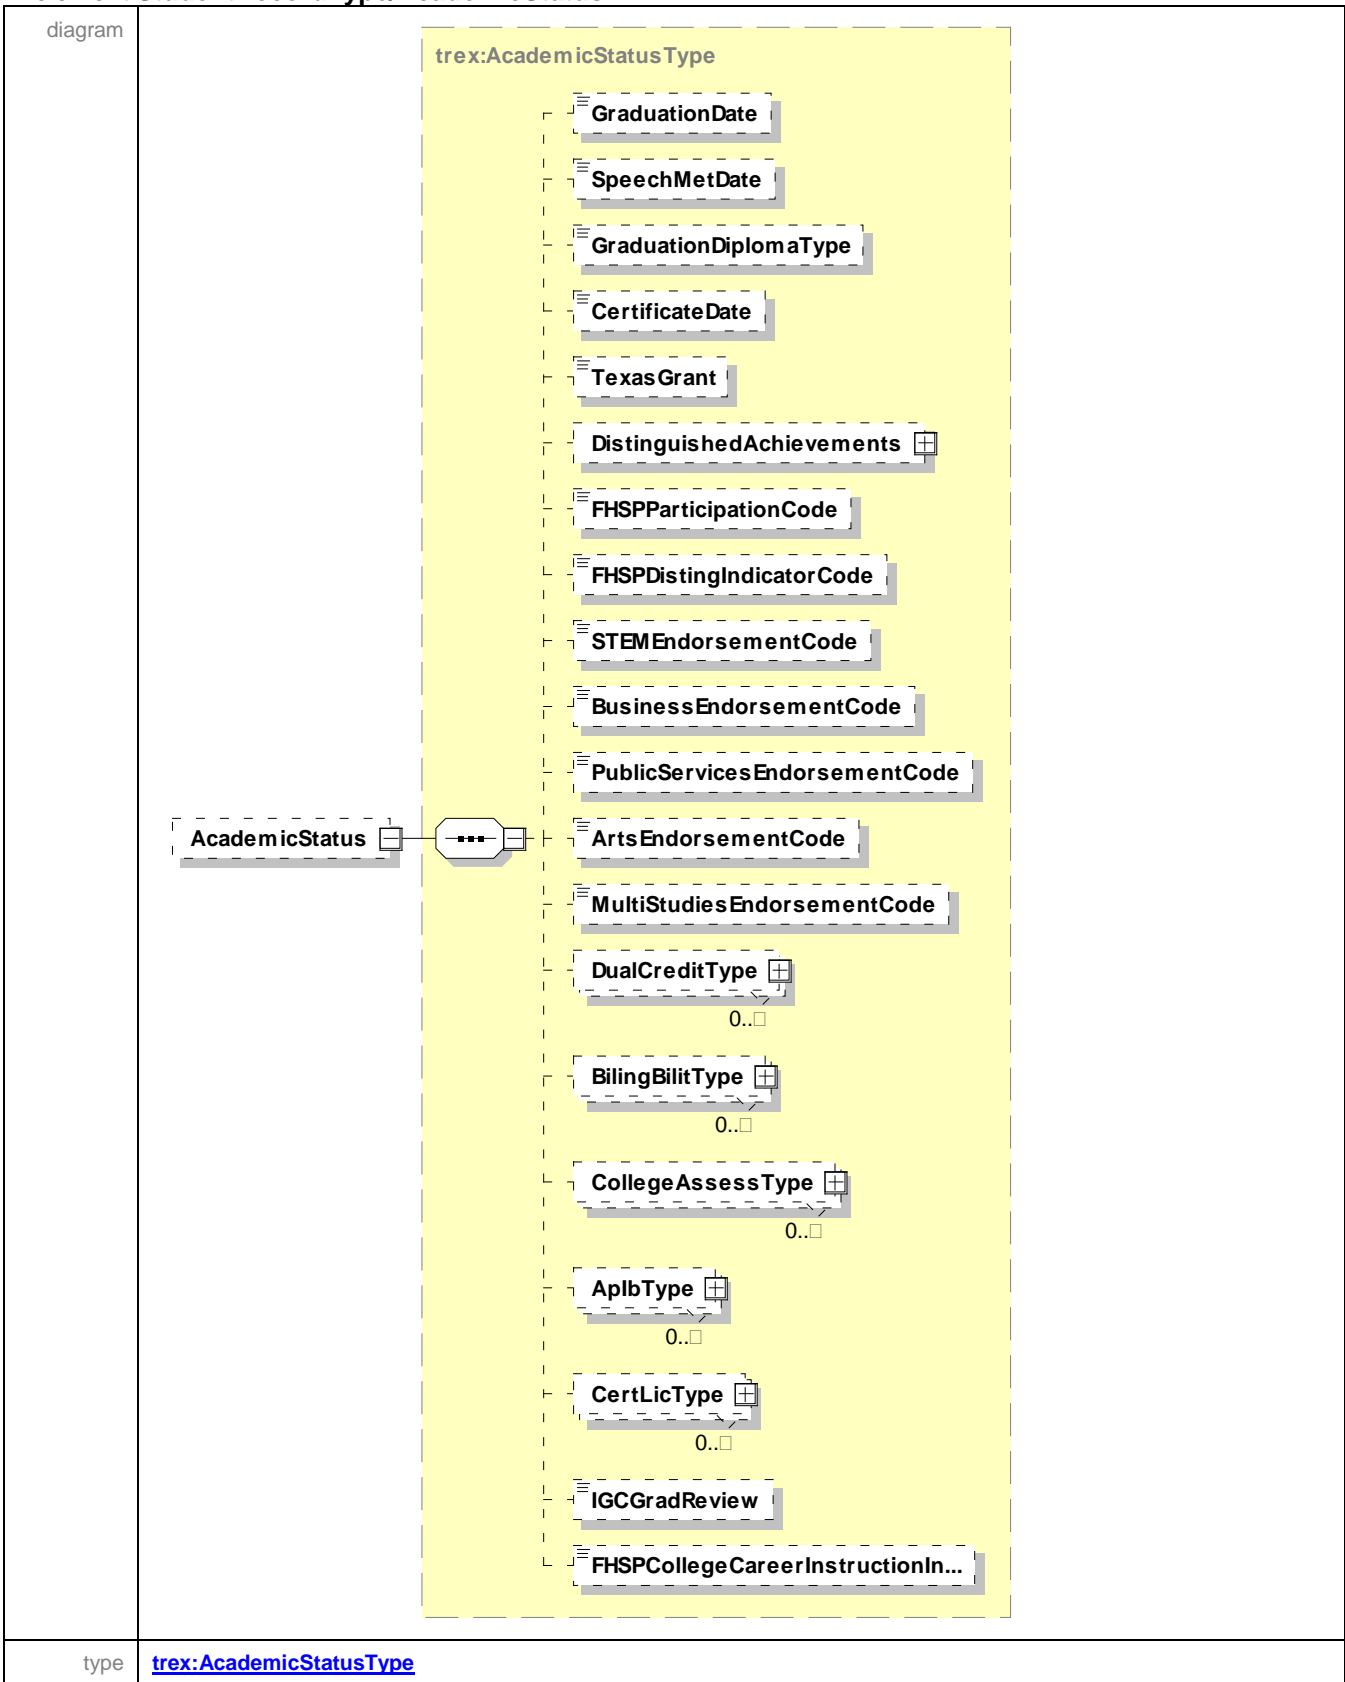 diagram
trex:AcademicStatusType
GraduationDate
SpeechMetDate
GraduationDiplomaType
CertificateDate
TexasGrant
DistinguishedAchievements
FHSPParticipationCode
FHSPDistingIndicatorCode
STEMEndorsementCode
BusinessEndorsementCode
PublicServicesEndorsementCode
AcademicStatus
ArtsEndorsementCode
MultiStudiesEndorsementCode
DualCreditType
0..□
BilingBilitType
0..□
CollegeAssessType
0..□
ApIbType
0..□
CertLicType
0..□
IGCGradReview
FHSPCollegeCareerInstructionIn...
type trex:AcademicStatusType